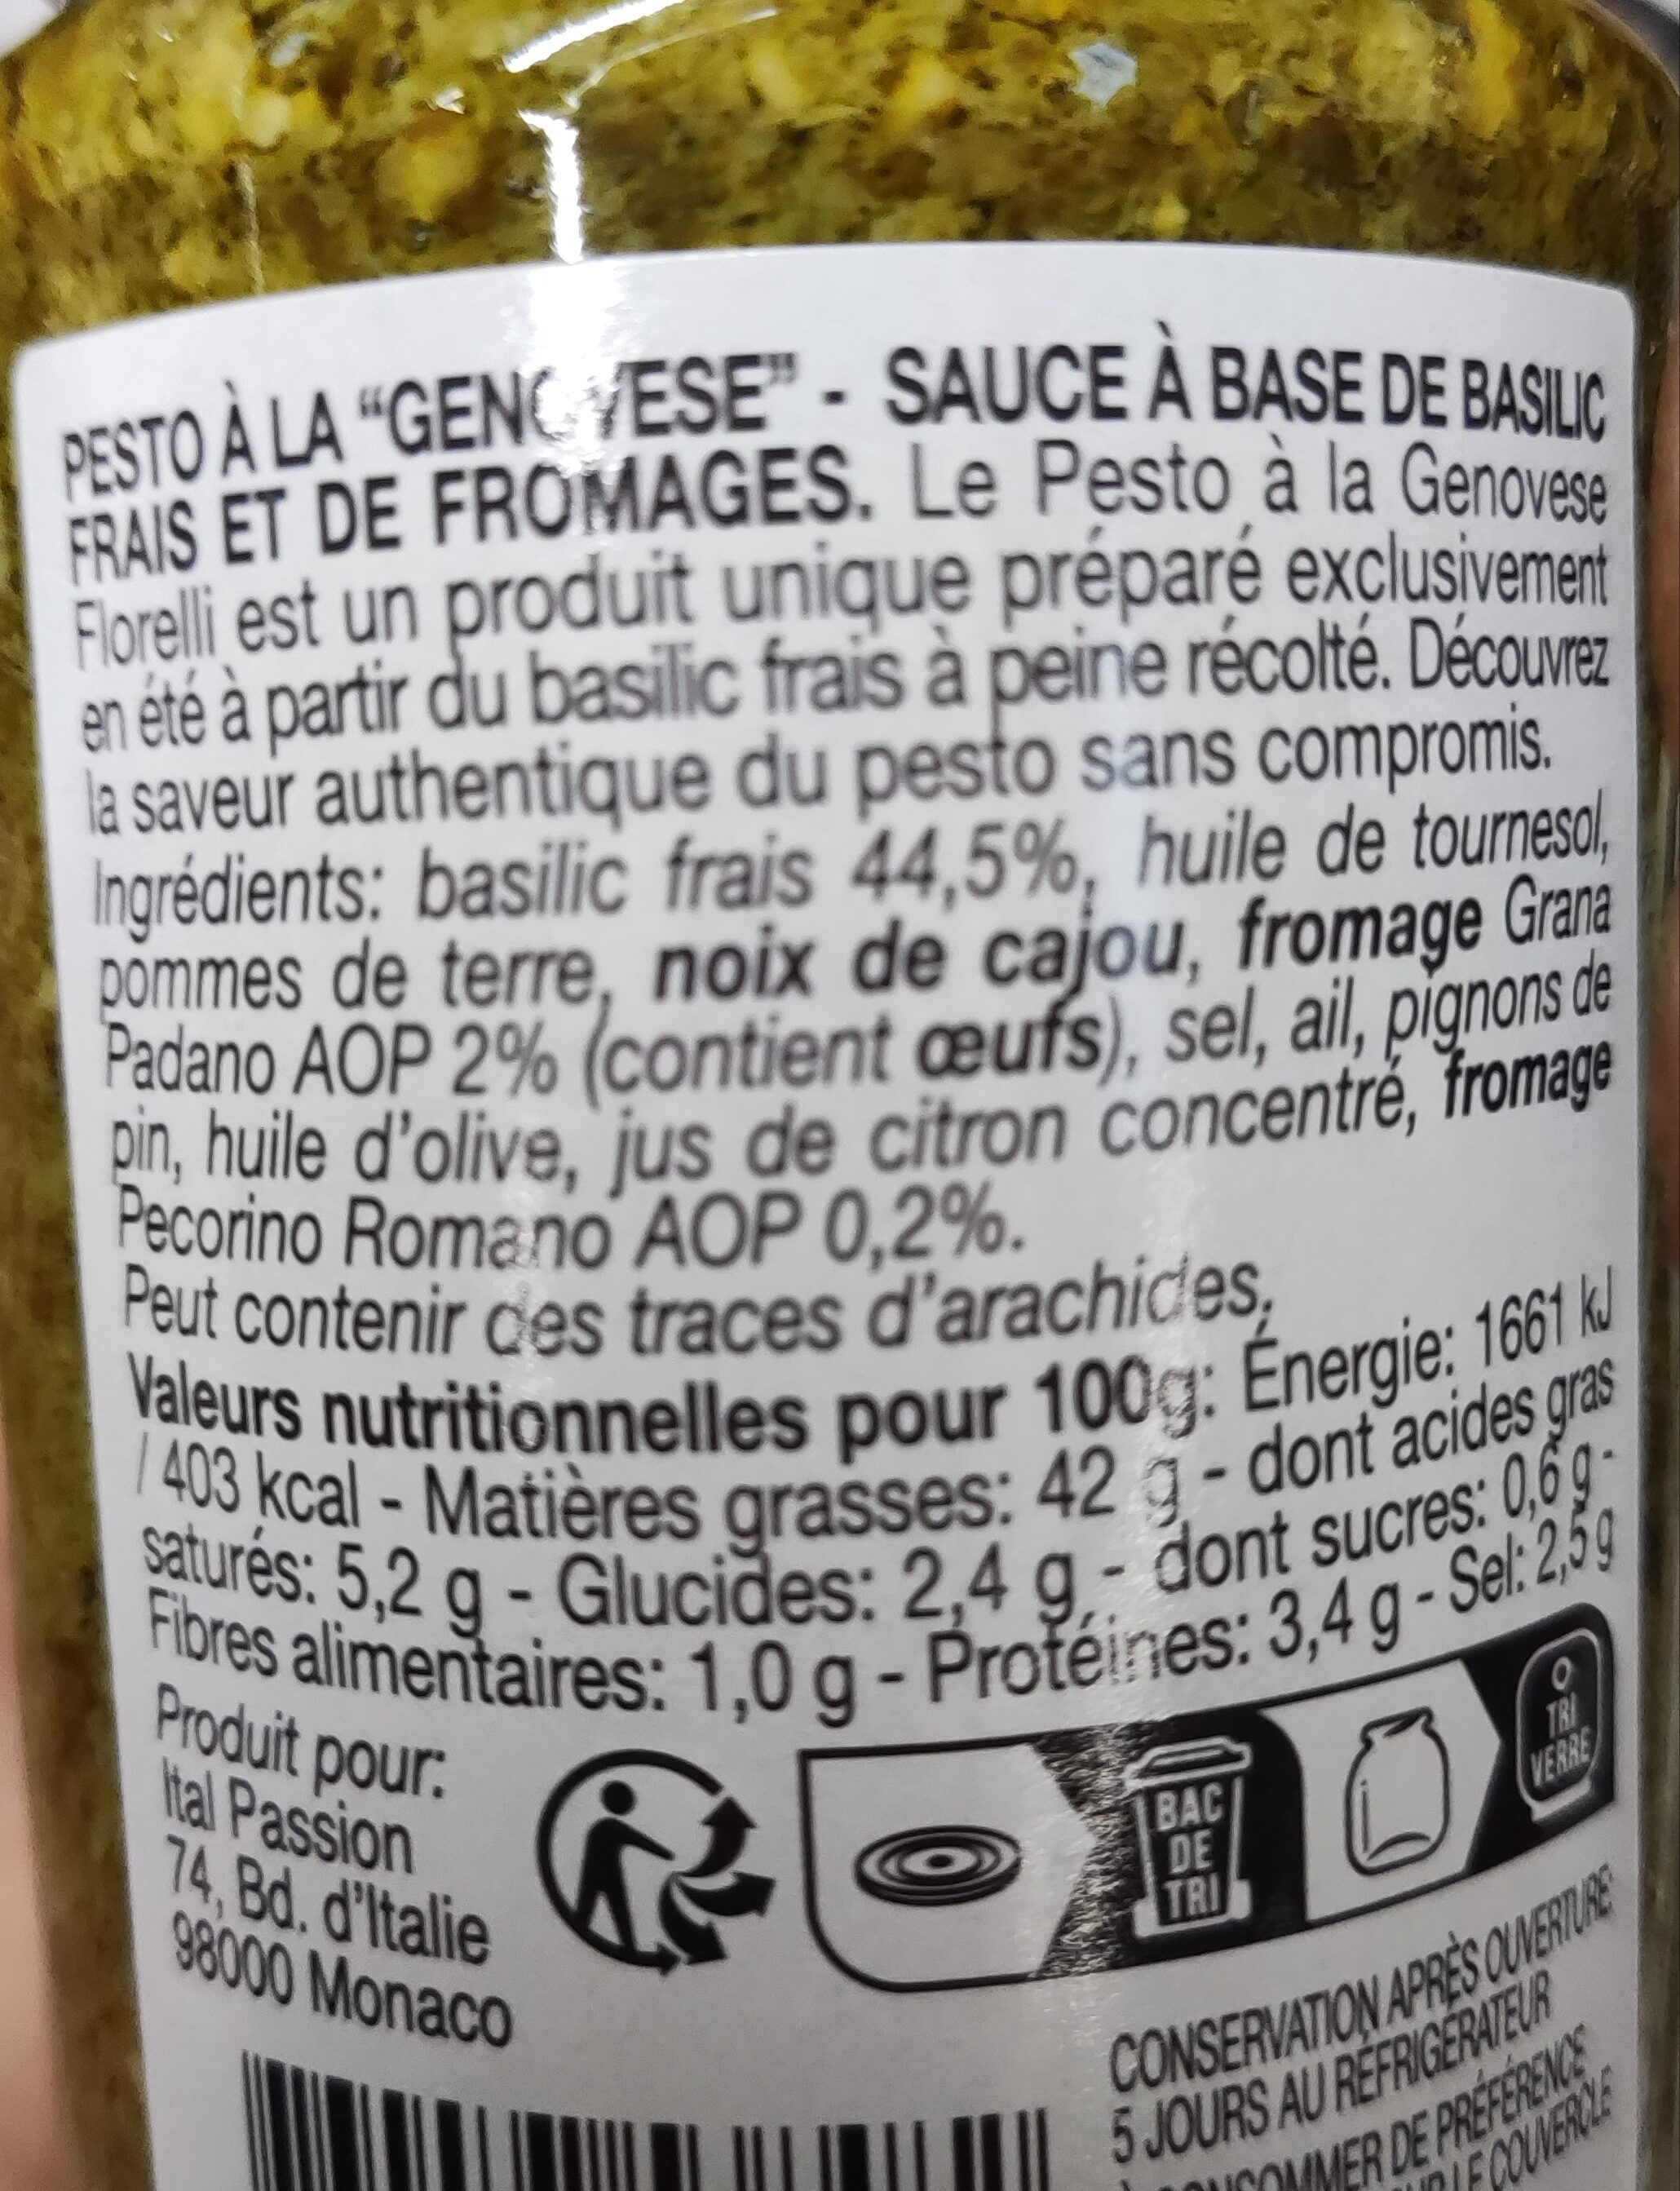 PESTO À LA “GENOVESE” - SAUCE À BASE DE BASILIC
FRAIS ET DE FROMAGES. Le Pesto à la Genovese
Florelli est un produit unique préparé exclusivement
en été à partir du basilic frais à peine récolté. Découvrez
la saveur authentique du pesto sans compromis.
Ingrédients: basilic frais 44,5%, huile de tournesol,
pommes de terre, noix de cajou, fromage Grana
Padano AOP 2% (contient œufs), sel, ail, pignons de
pin, huile d’olive, jus de citron concentré, fromage
Pecorino Romano AOP 0,2%.
Peut contenir des traces d’arachides.
Valeurs nutritionnelles pour 100g: Énergie: 1661 kJ
/ 403 kcal - Matières grasses: 42 g - dont acides gras
saturés: 5,2 g - Glucides: 2,4 g - dont sucres: 0,6 g -
Fibres alimentaires: 1,0 g - Protéines: 3,4 g - Sel: 2,5 g
Produit pour:
Ital Passion
74, Bd. d’Italie
98000 Monaco
BAC
DE
TRI
TRI
VERRE
CONSERVATION APRÈS OUVERTURE:
5 JOURS AU RÉFRIGÉRATEUR
À CONSOMMER DE PRÉFÉRENCE
LE COUVERCLE